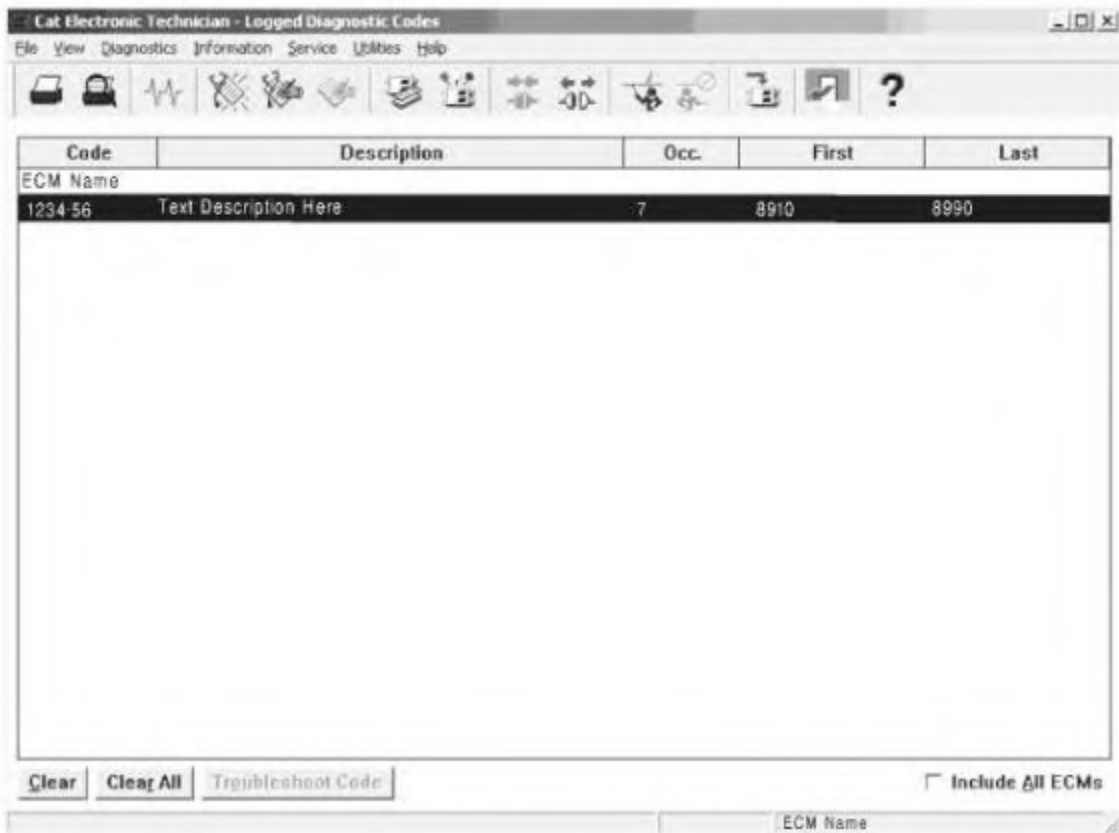 Cat Electronic Technician - Logged Diagnostic Codes
File View Diagnostics Information Service Utilities Help
Code Description Occ. First Last
ECM Name
1234-56 Text Description Here 7 8910 8990
Clear Clear All Troubleshoot Code Include All ECMs
ECM Name